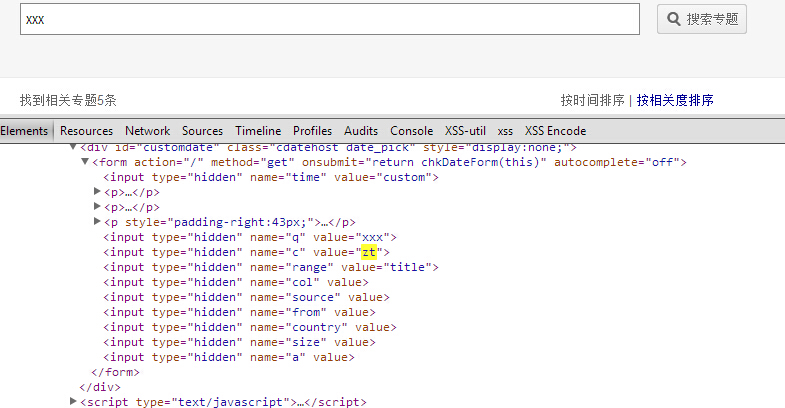 xxx
搜索专题
找到相关专题5条
按时间排序 | 按相关度排序
Elements Resources Network Sources Timeline Profiles Audits Console XSS-util xss XSS Encode
▼<div id="customdate" class="cdatehost date_pick" style="display:none;">
▼<form action="/" method="get" onsubmit="return chkDateForm(this)" autocomplete="off">
<input type="hidden" name="time" value="custom">
▶<p>…</p>
▶<p>…</p>
▶<p style="padding-right:43px;">…</p>
<input type="hidden" name="q" value="xxx">
<input type="hidden" name="c" value="zt">
<input type="hidden" name="range" value="title">
<input type="hidden" name="col" value>
<input type="hidden" name="source" value>
<input type="hidden" name="from" value>
<input type="hidden" name="country" value>
<input type="hidden" name="size" value>
<input type="hidden" name="a" value>
</form>
</div>
▶<script type="text/javascript">…</script>